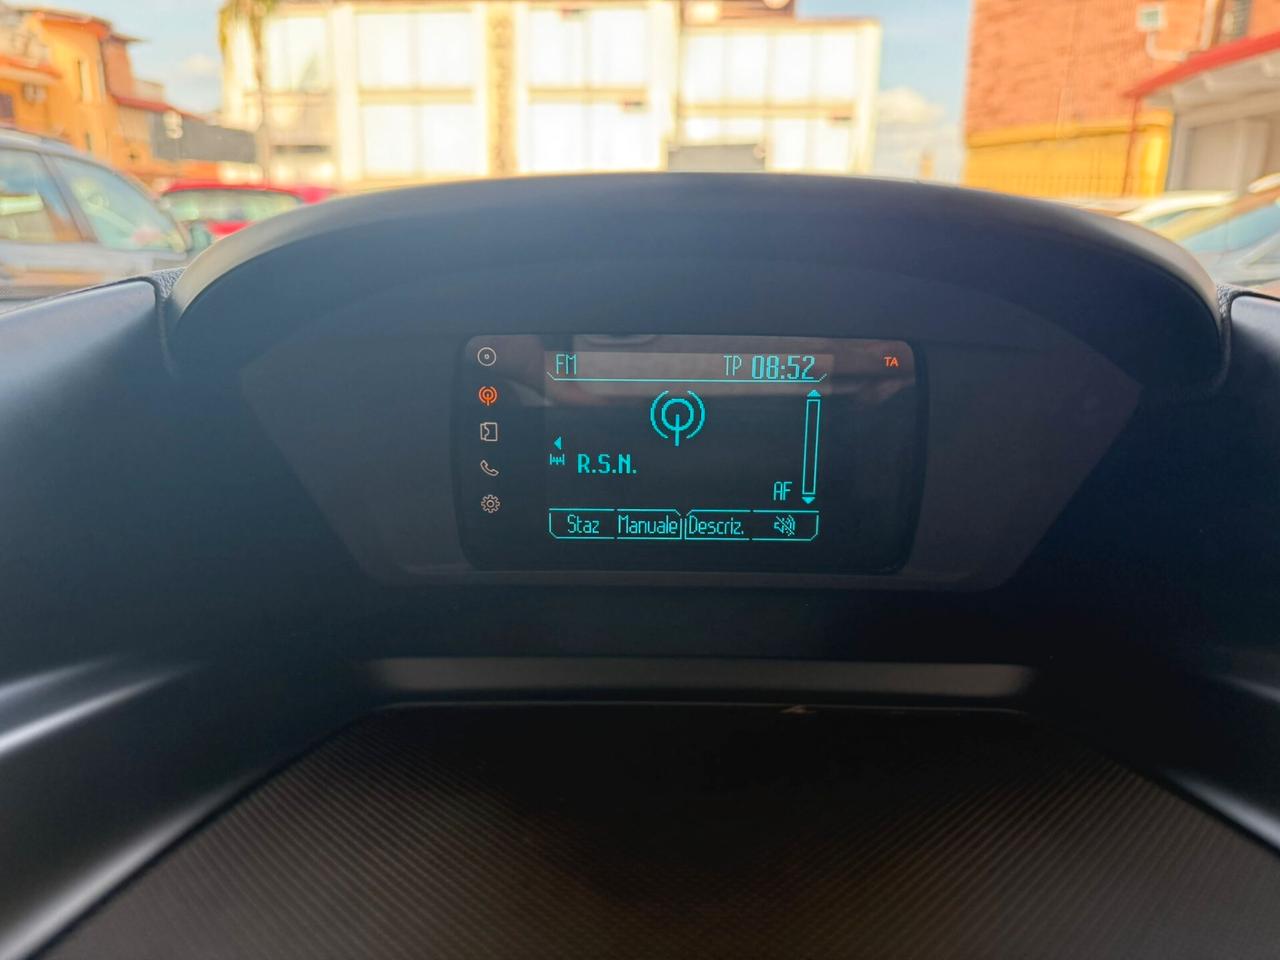 FM TP 08:52 TA
R.S.N.
AF
Staz Manuale Descriz.